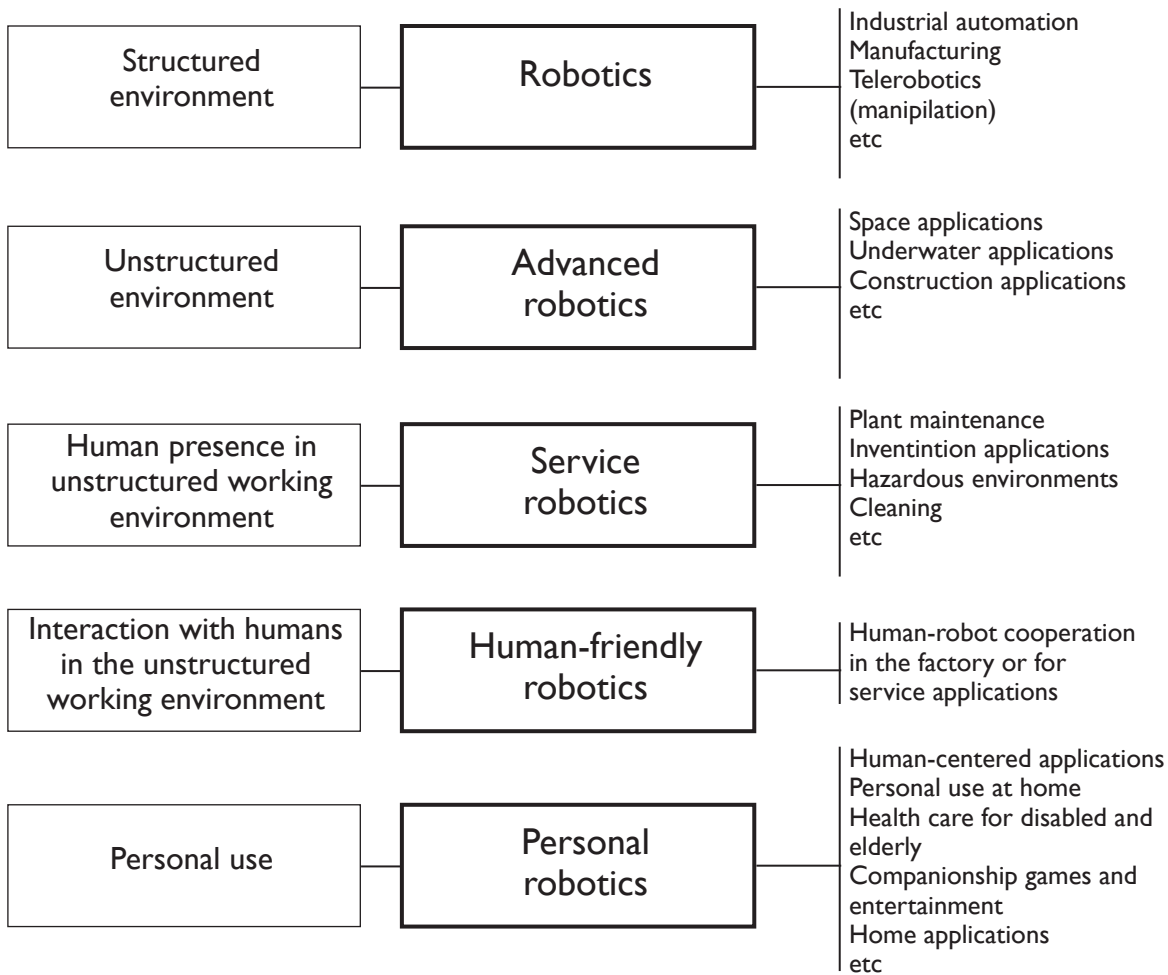 Structured
environment
Robotics
Industrial automation
Manufacturing
Telerobotics
(manipilation)
etc
Unstructured
environment
Advanced
robotics
Space applications
Underwater applications
Construction applications
etc
Human presence in
unstructured working
environment
Service
robotics
Plant maintenance
Inventintion applications
Hazardous environments
Cleaning
etc
Interaction with humans
in the unstructured
working environment
Human-friendly
robotics
Human-robot cooperation
in the factory or for
service applications
Personal use
Personal
robotics
Human-centered applications
Personal use at home
Health care for disabled and
elderly
Companionship games and
entertainment
Home applications
etc